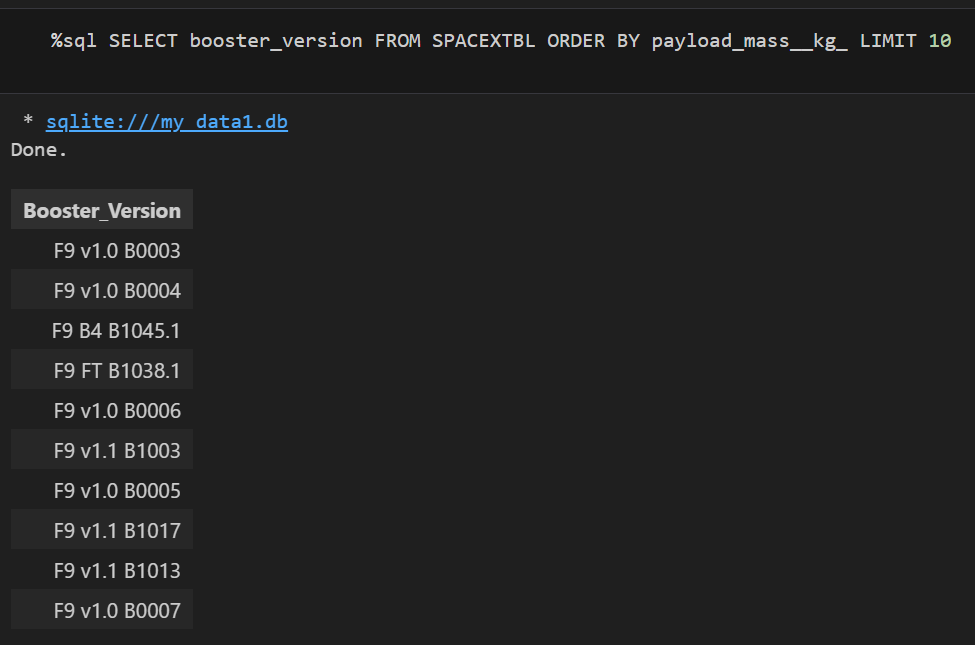 %sql SELECT booster_version FROM SPACEXTBL ORDER BY payload_mass__kg_ LIMIT 10
* sqlite:///my_data1.db
Done.
Booster_Version
F9 v1.0 B0003
F9 v1.0 B0004
F9 B4 B1045.1
F9 FT B1038.1
F9 v1.0 B0006
F9 v1.1 B1003
F9 v1.0 B0005
F9 v1.1 B1017
F9 v1.1 B1013
F9 v1.0 B0007